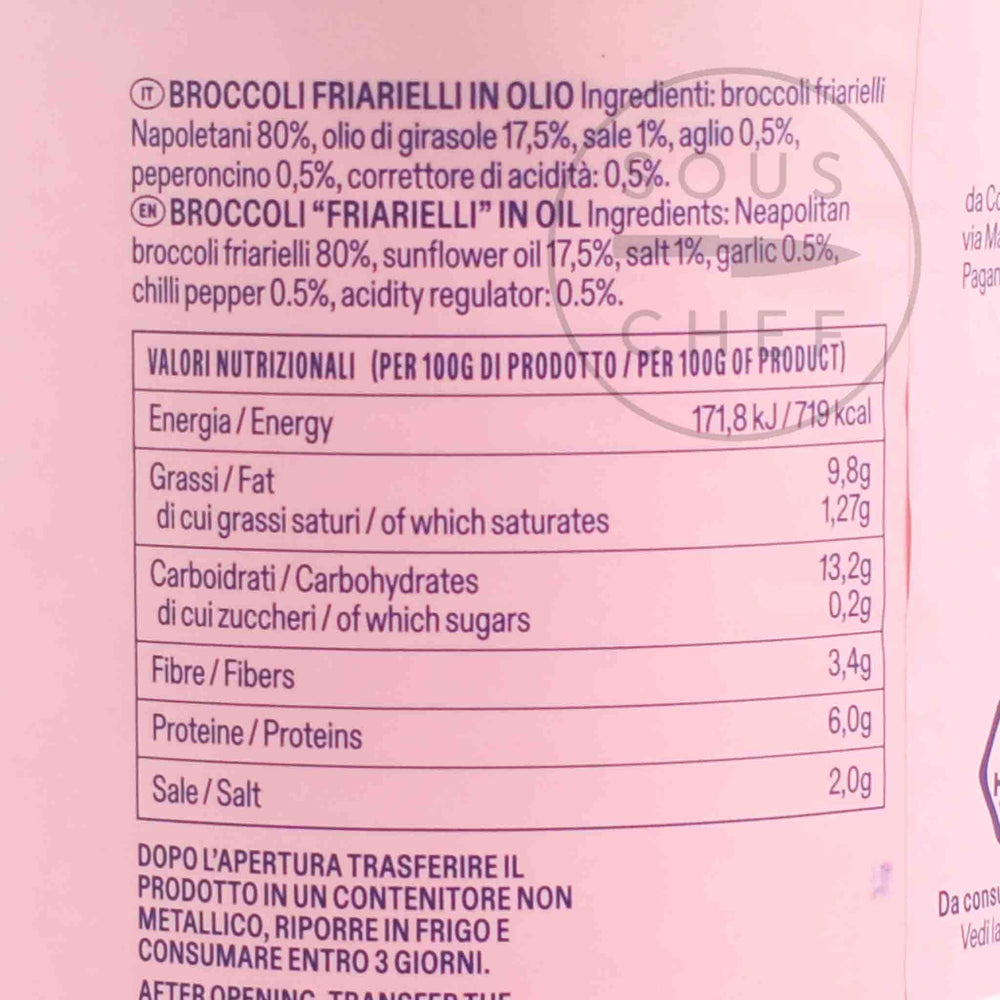 IT BROCCOLI FRIARIELLI IN OLIO Ingredienti: broccoli friarielli
Napoletani 80%, olio di girasole 17,5%, sale 1%, aglio 0,5%,
peperoncino 0,5%, correttore di acidità: 0,5%.
EN BROCCOLI “FRIARIELLI” IN OIL Ingredients: Neapolitan
broccoli friarielli 80%, sunflower oil 17,5%, salt 1%, garlic 0.5%,
chilli pepper 0.5%, acidity regulator: 0.5%.
SOUS
CHEF
VALORI NUTRIZIONALI (PER 100G DI PRODOTTO / PER 100G OF PRODUCT)
Energia / Energy 171,8 kJ / 719 kcal
Grassi / Fat 9,8g
di cui grassi saturi / of which saturates 1,27g
Carboidrati / Carbohydrates 13,2g
di cui zuccheri / of which sugars 0,2g
Fibre / Fibers 3,4g
Proteine / Proteins 6,0g
Sale / Salt 2,0g
DOPO L'APERTURA TRASFERIRE IL
PRODOTTO IN UN CONTENITORE NON
METALLICO, RIPORRE IN FRIGO E
CONSUMARE ENTRO 3 GIORNI.
AFTER OPENING, TRANSFER THE
da
via
Da
Vedi la